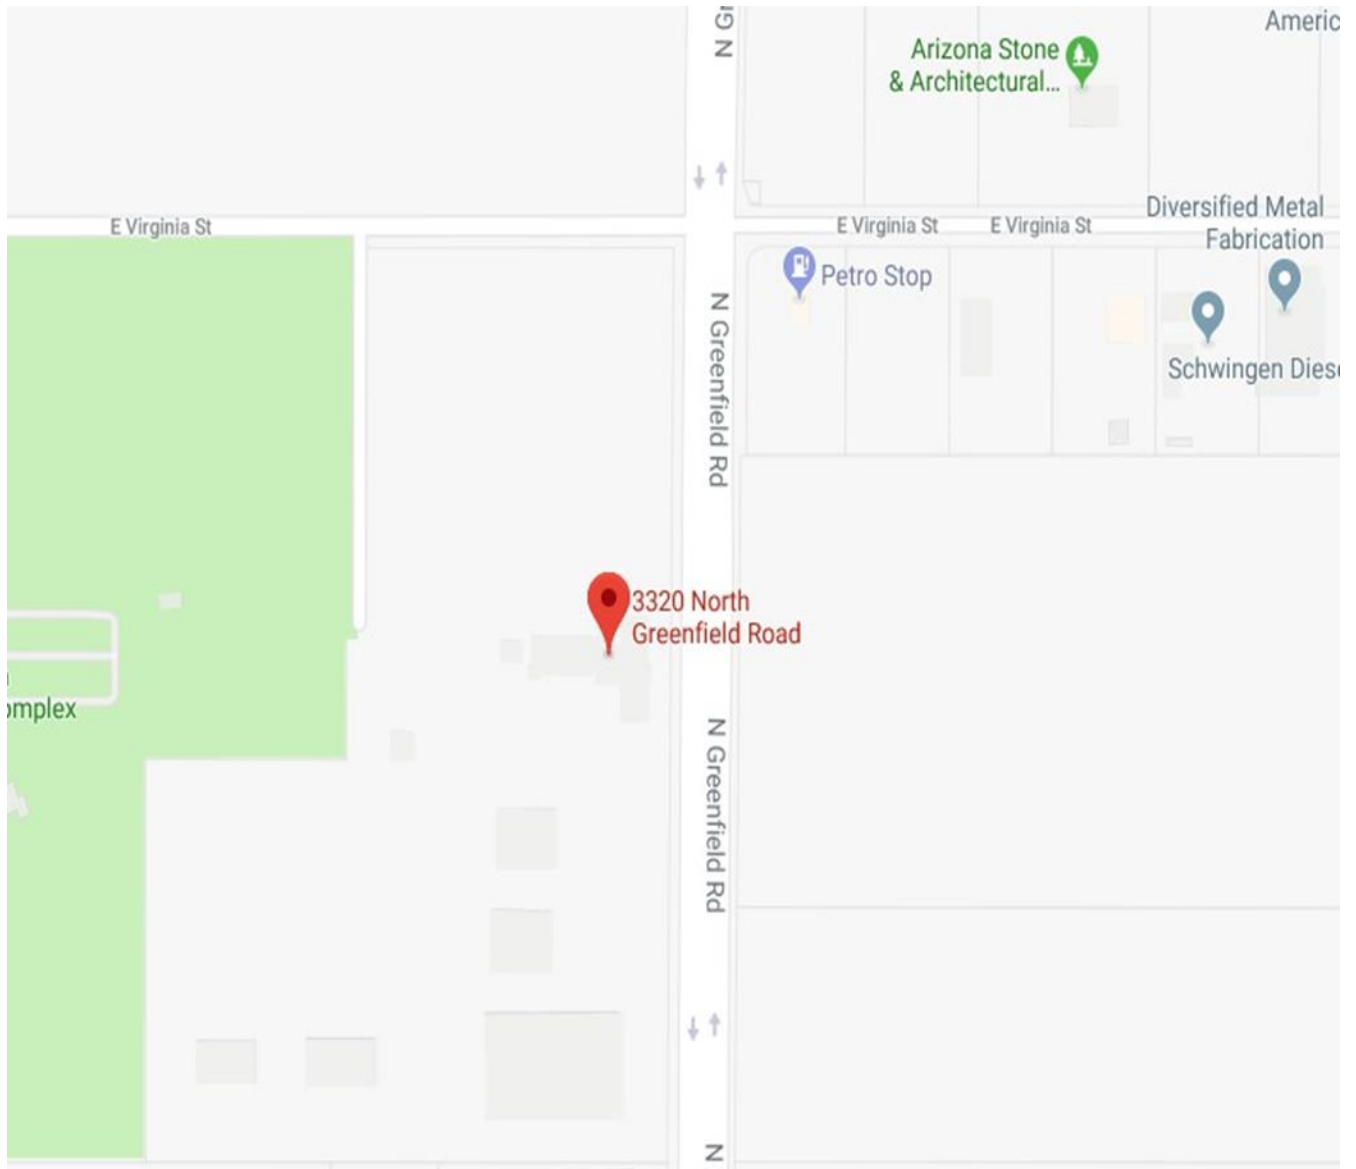 N
Americ
Arizona Stone
& Architectural...
E Virginia St
E Virginia St
E Virginia St
Diversified Metal
Fabrication
Petro Stop
N Greenfield Rd
Schwingen Dies
3320 North
Greenfield Road
omplex
N Greenfield Rd
N